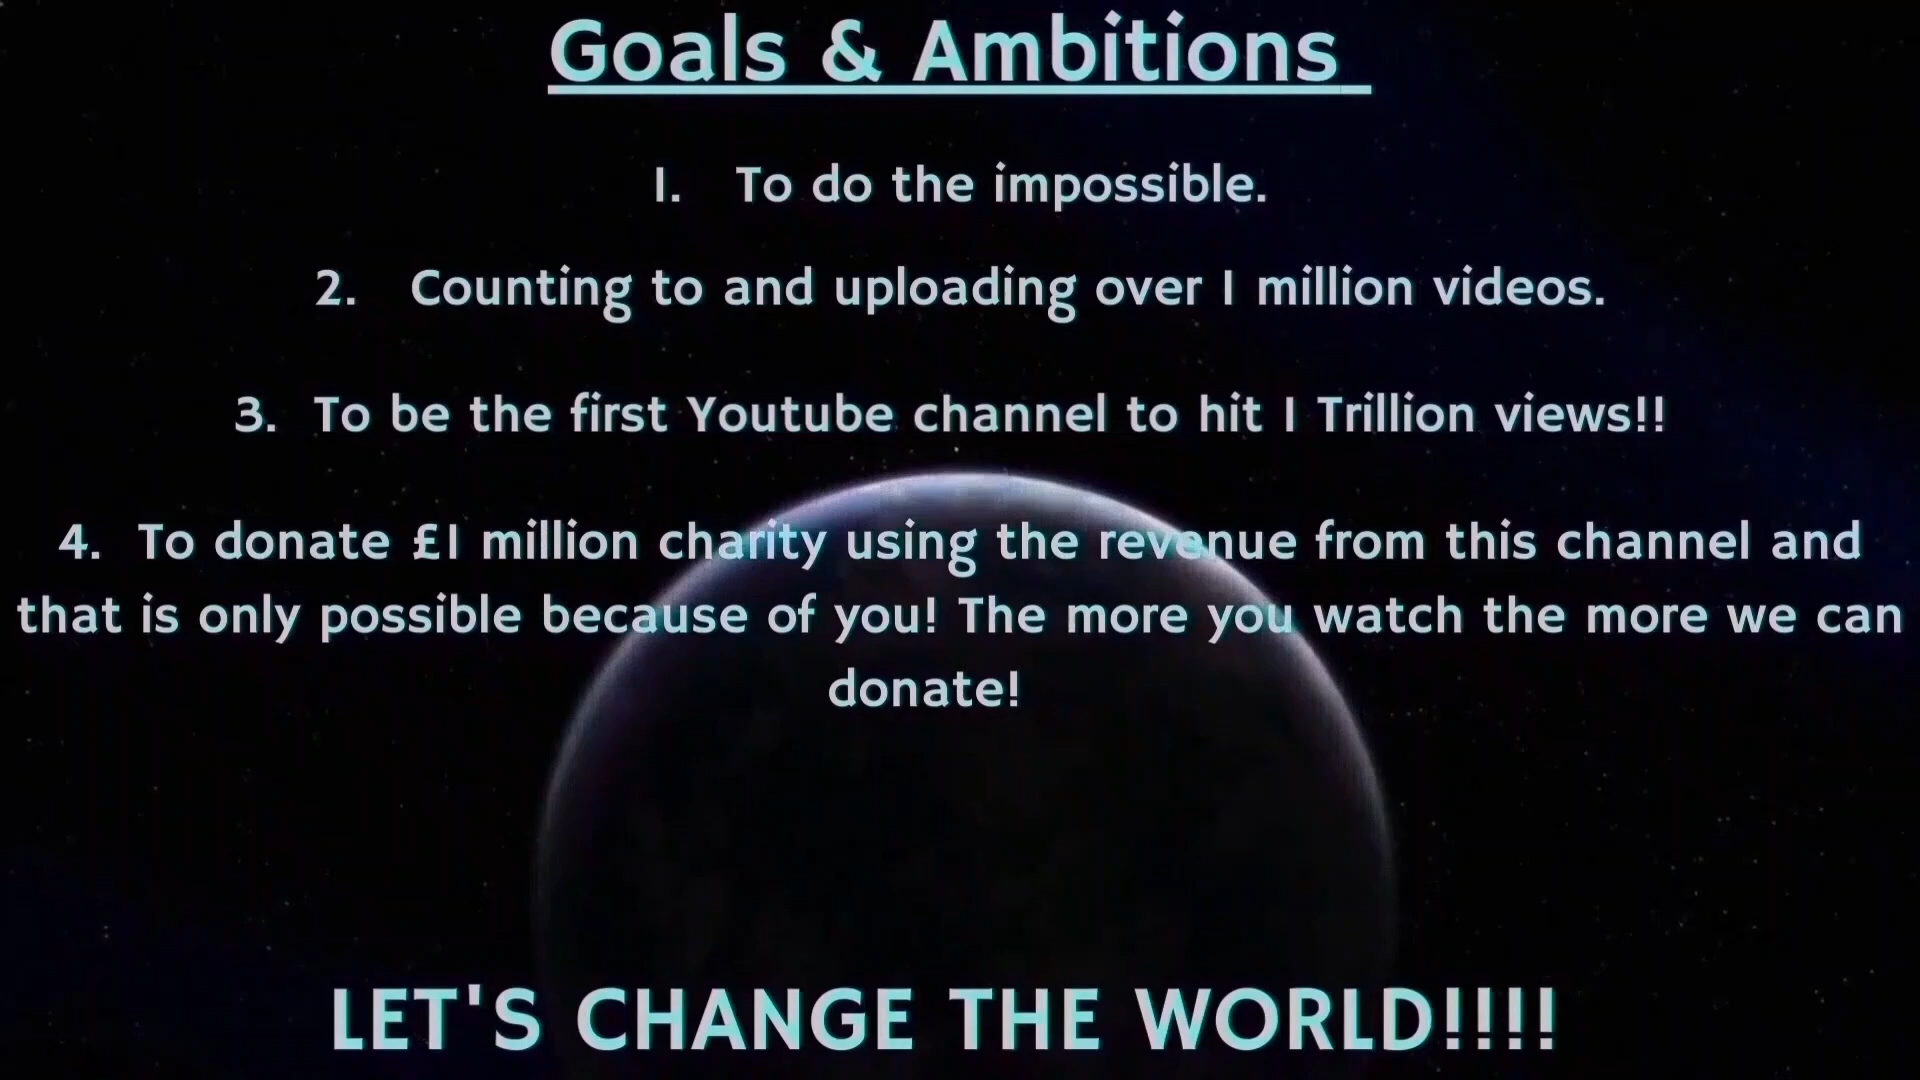 Goals & Ambitions
1. To do the impossible.
2. Counting to and uploading over 1 million videos.
3. To be the first Youtube channel to hit 1 Trillion views!!
4. To donate £1 million charity using the revenue from this channel and
that is only possible because of you! The more you watch the more we can
donate!
LET'S CHANGE THE WORLD!!!!